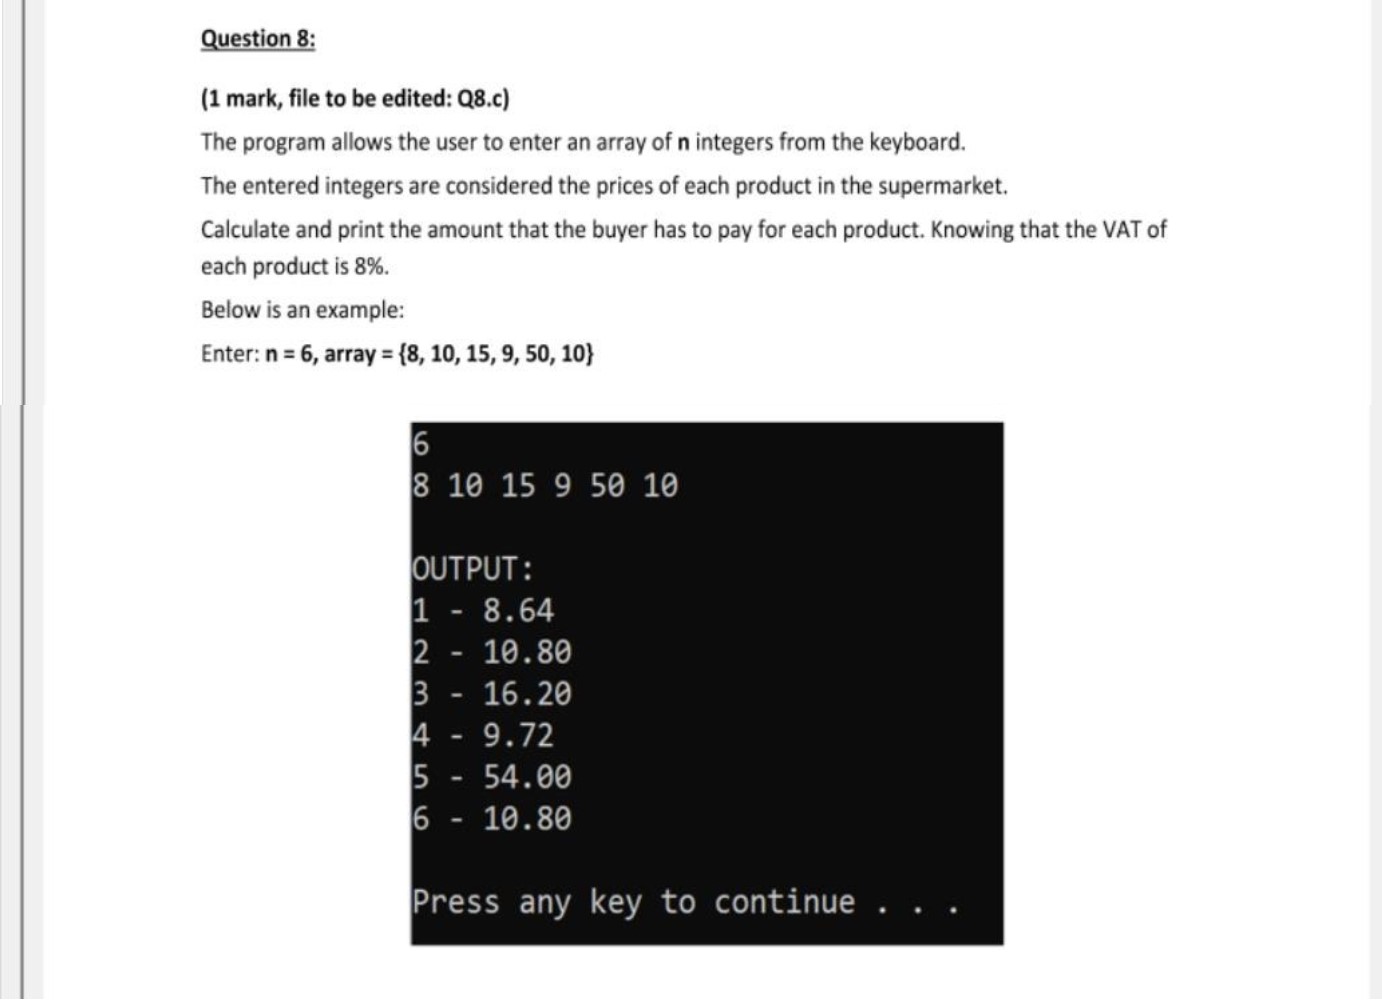 Question 8:
(1 mark, file to be edited: Q8.c)
The program allows the user to enter an array of n integers from the keyboard.
The entered integers are considered the prices of each product in the supermarket.
Calculate and print the amount that the buyer has to pay for each product. Knowing that the VAT of
each product is 8%.
Below is an example:
Enter: n = 6, array = {8, 10, 15, 9, 50, 10}
6
8 10 15 9 50 10
OUTPUT:
1 - 8.64
2 - 10.80
3 - 16.20
4 - 9.72
5 - 54.00
6 - 10.80
Press any key to continue . . .